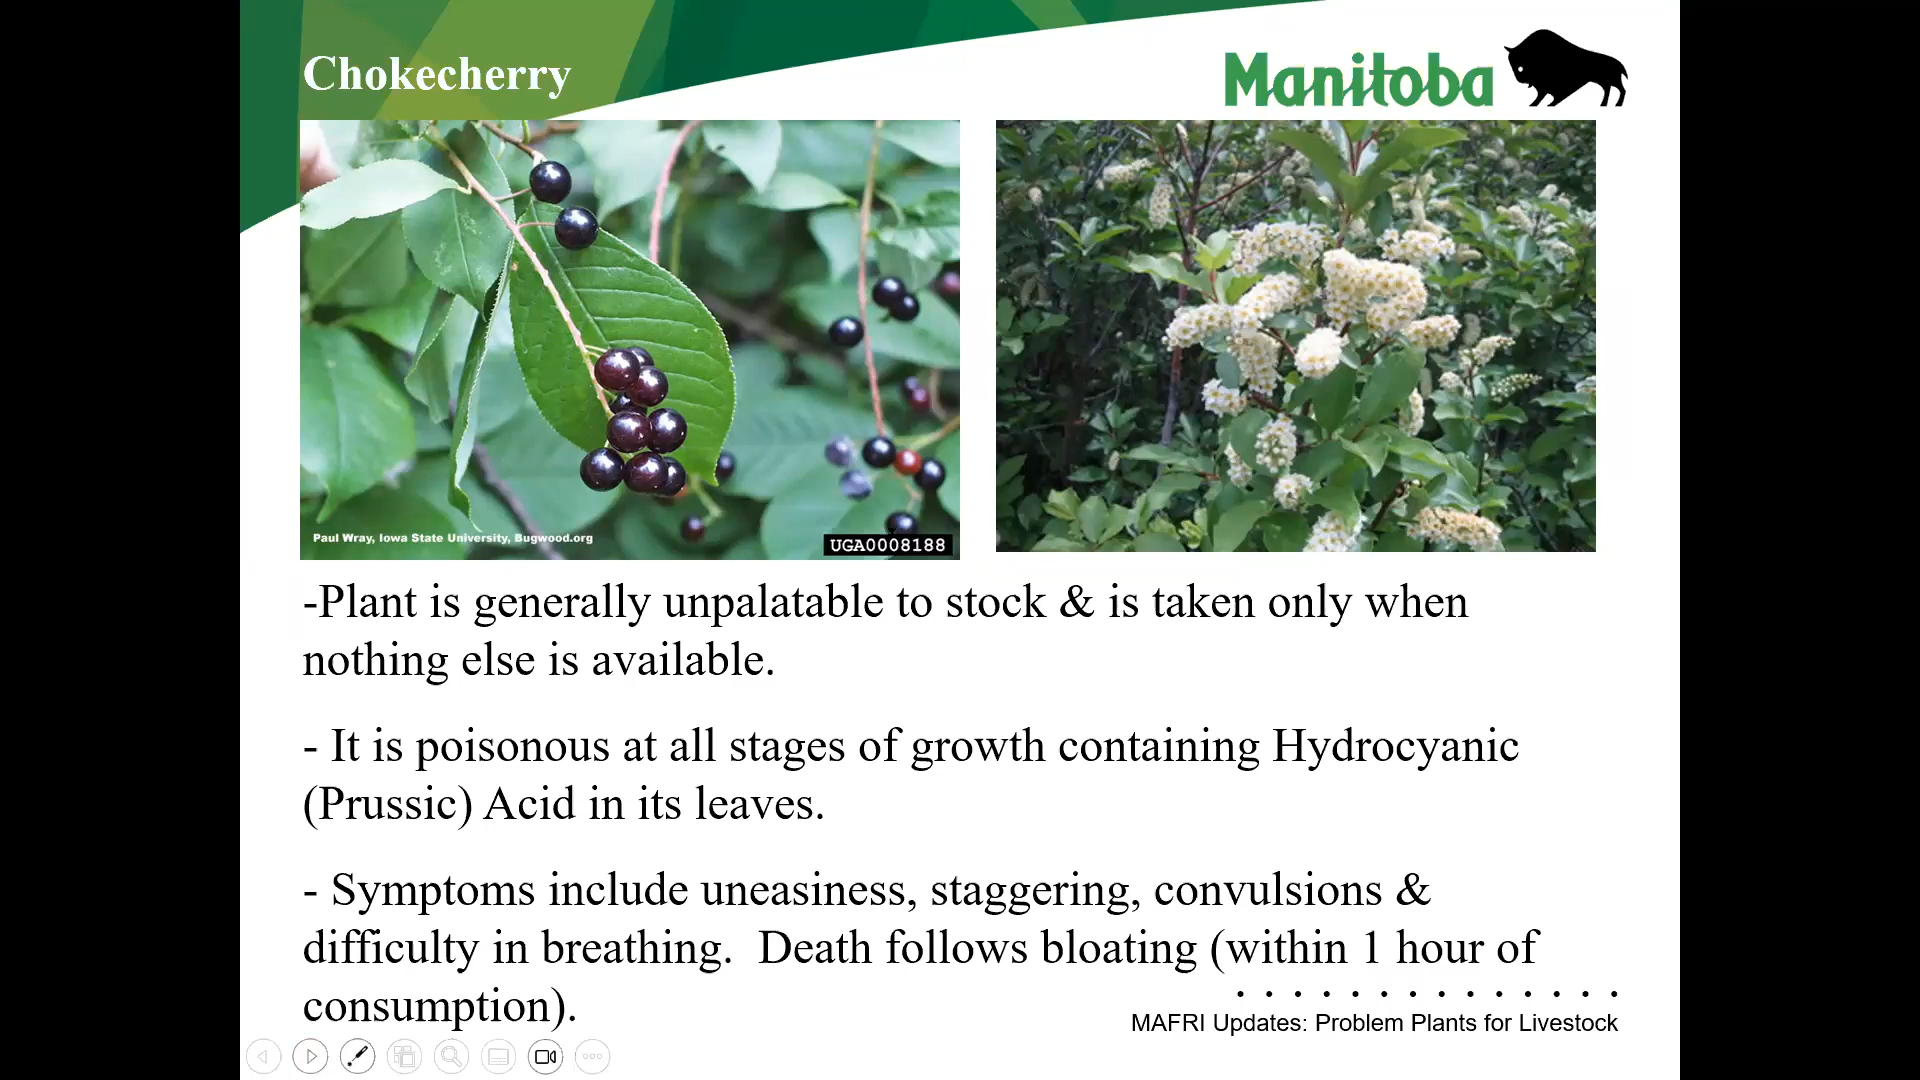 Chokecherry
Manitoba
Paul Wray, Iowa State University, Bugwood.org
UGA0008188
-Plant is generally unpalatable to stock & is taken only when
nothing else is available.
- It is poisonous at all stages of growth containing Hydrocyanic
(Prussic) Acid in its leaves.
- Symptoms include uneasiness, staggering, convulsions &
difficulty in breathing.  Death follows bloating (within 1 hour of
consumption).
MAFRI Updates: Problem Plants for Livestock